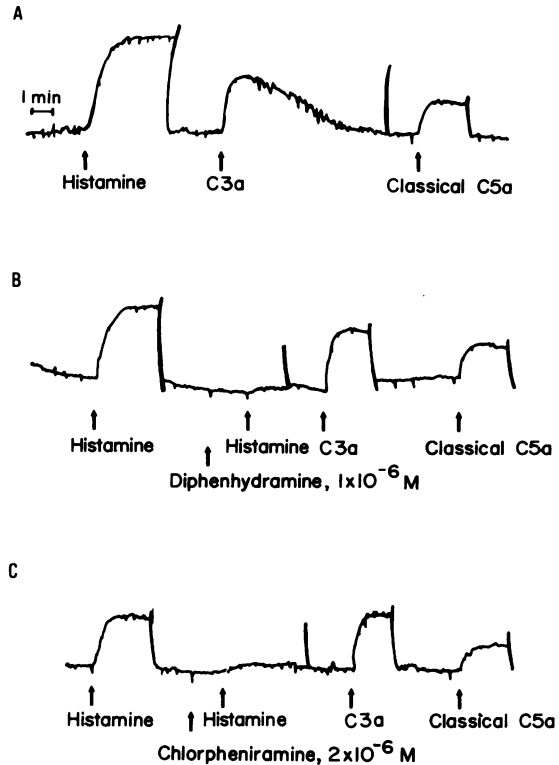 A
1 min
Histamine C3a Classical C5a
B
Histamine Histamine C3a Classical C5a
Diphenhydramine, 1x10⁻⁶ M
C
Histamine Histamine C3a Classical C5a
Chlorpheniramine, 2x10⁻⁶ M